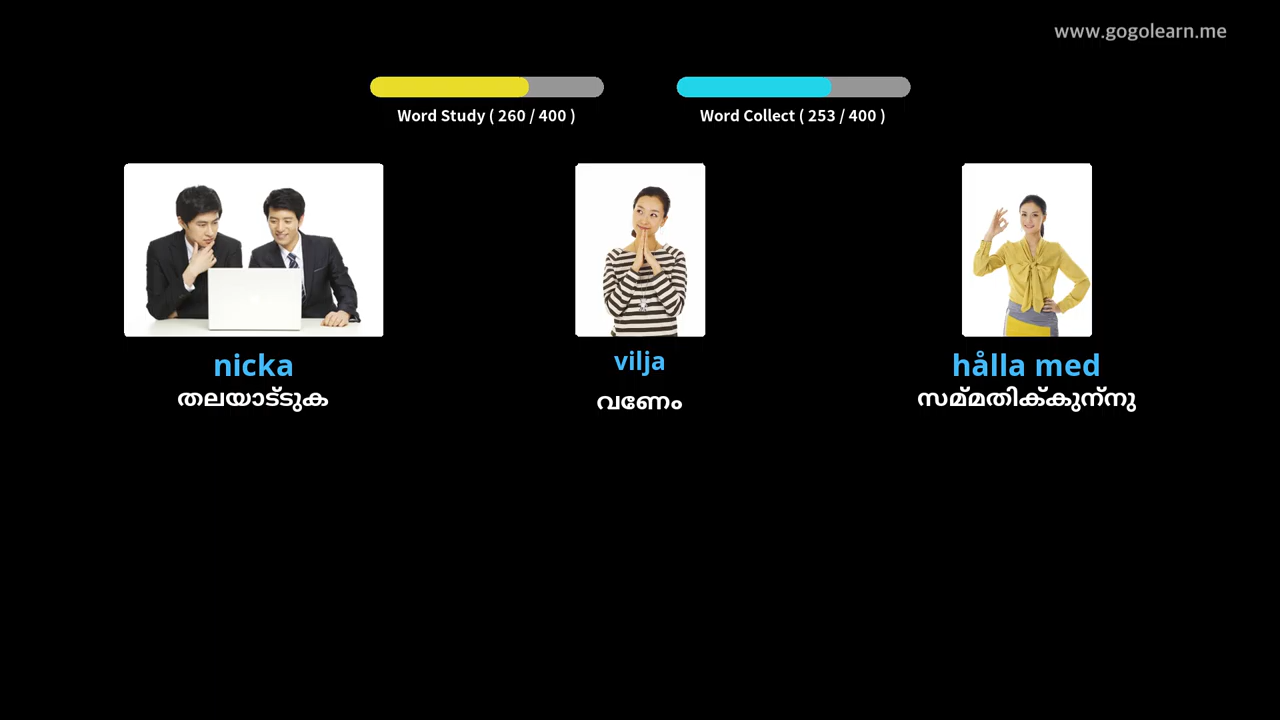 www.gogolearn.me
Word Study ( 260 / 400 )
Word Collect ( 253 / 400 )
nicka
vilja
hålla med
തലയാട്ടുക
വണേം
സമ്മതിക്കുന്നു